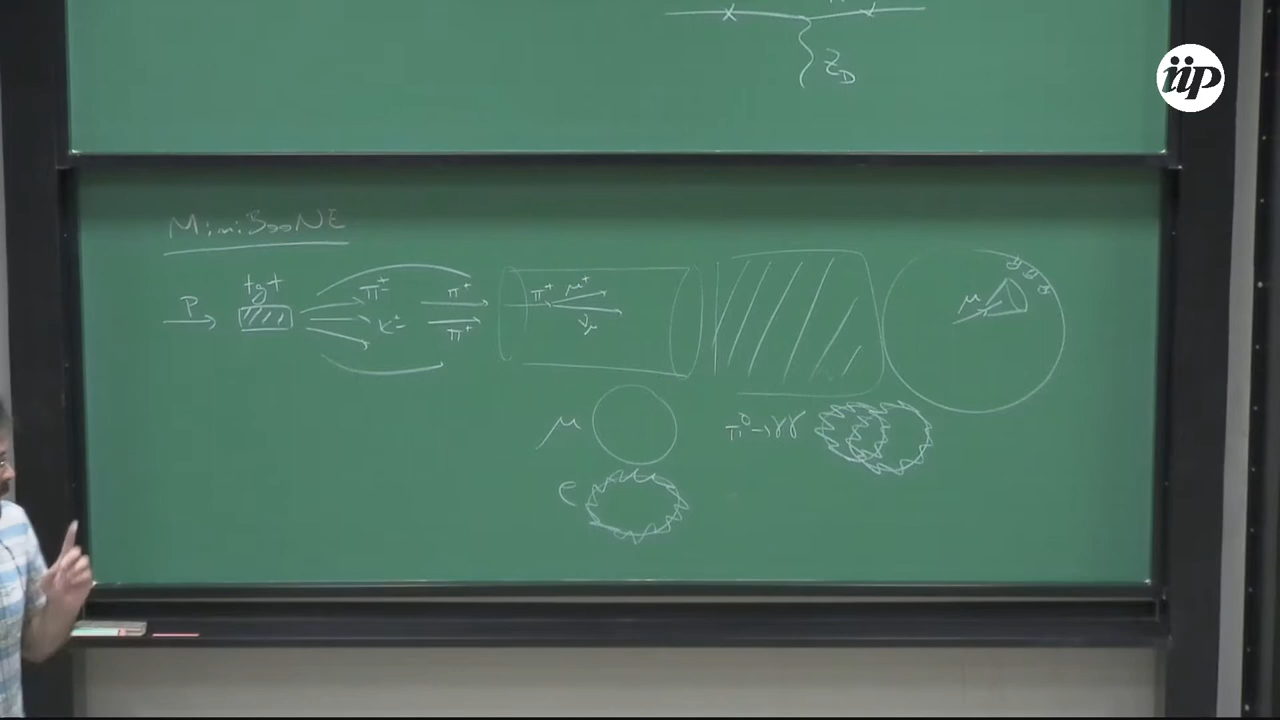 Z_D
iip
MiniBooNE
P
tgt
π±
K±
π+
π+
π+
μ+
ν_μ
μ
μ
π⁰→γγ
e